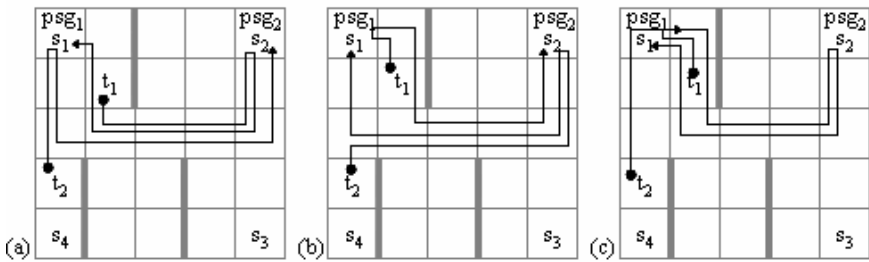 psg1 psg2 psg1 psg2 psg1 psg2
s1 s2 s1 s2 s1 s2
t1 t1 t1
t2 t2 t2
(a) s4 s3 (b) s4 s3 (c) s4 s3